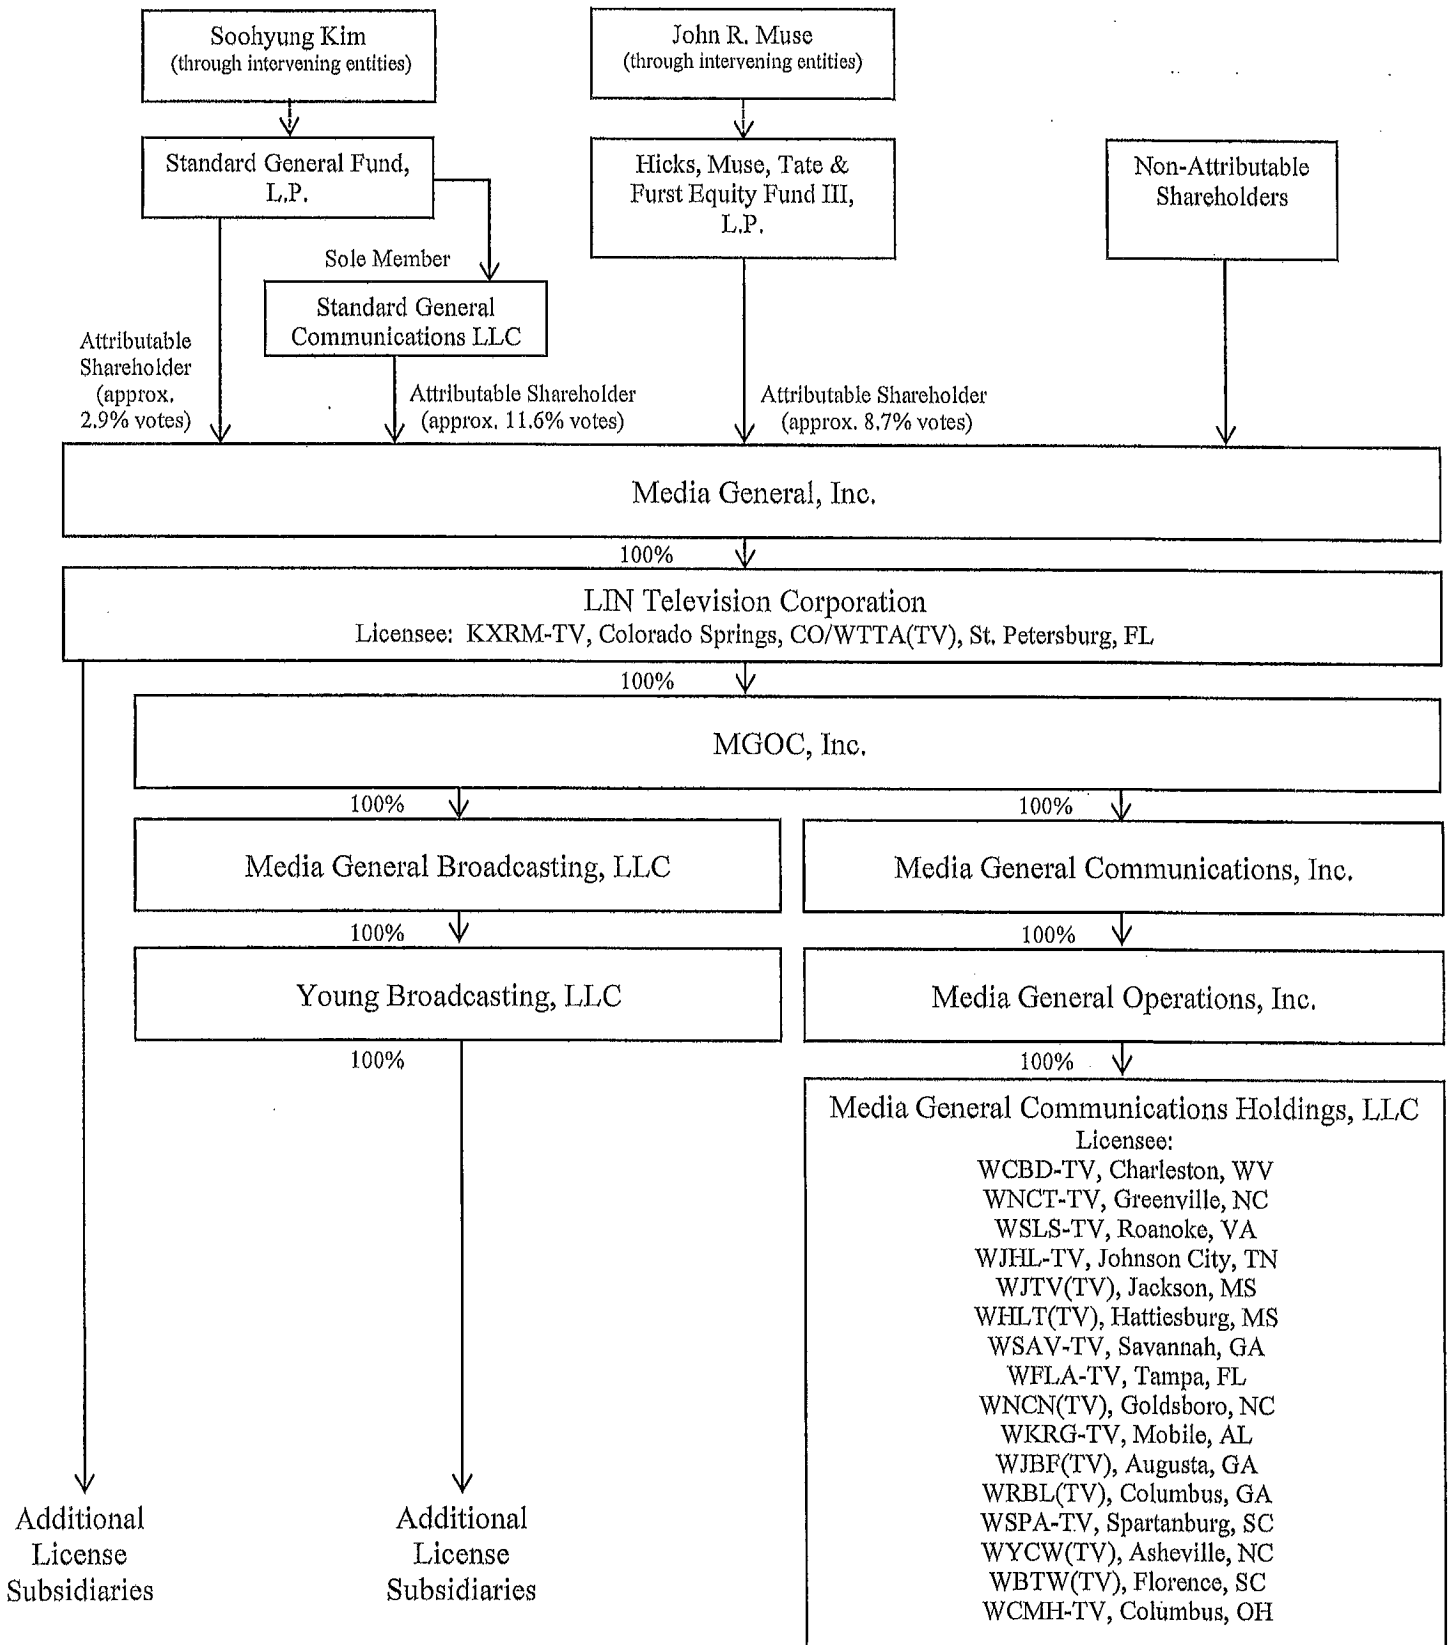 Soohyung Kim
(through intervening entities)
John R. Muse
(through intervening entities)
Standard General Fund,
L.P.
Hicks, Muse, Tate &
Furst Equity Fund III,
L.P.
Non-Attributable
Shareholders
Sole Member
Standard General
Communications LLC
Attributable
Shareholder
(approx.
2.9% votes)
Attributable Shareholder
(approx. 11.6% votes)
Attributable Shareholder
(approx. 8.7% votes)
Media General, Inc.
100%
LIN Television Corporation
Licensee: KXRM-TV, Colorado Springs, CO/WTTA(TV), St. Petersburg, FL
100%
MGOC, Inc.
100%
100%
Media General Broadcasting, LLC
Media General Communications, Inc.
100%
100%
Young Broadcasting, LLC
Media General Operations, Inc.
100%
100%
Media General Communications Holdings, LLC
Licensee:
WCBD-TV, Charleston, WV
WNCT-TV, Greenville, NC
WSLS-TV, Roanoke, VA
WJHL-TV, Johnson City, TN
WJTV(TV), Jackson, MS
WHLT(TV), Hattiesburg, MS
WSAV-TV, Savannah, GA
WFLA-TV, Tampa, FL
WNCN(TV), Goldsboro, NC
WKRG-TV, Mobile, AL
WJBF(TV), Augusta, GA
WRBL(TV), Columbus, GA
WSPA-TV, Spartanburg, SC
WYCW(TV), Asheville, NC
WBTW(TV), Florence, SC
WCMH-TV, Columbus, OH
Additional
License
Subsidiaries
Additional
License
Subsidiaries